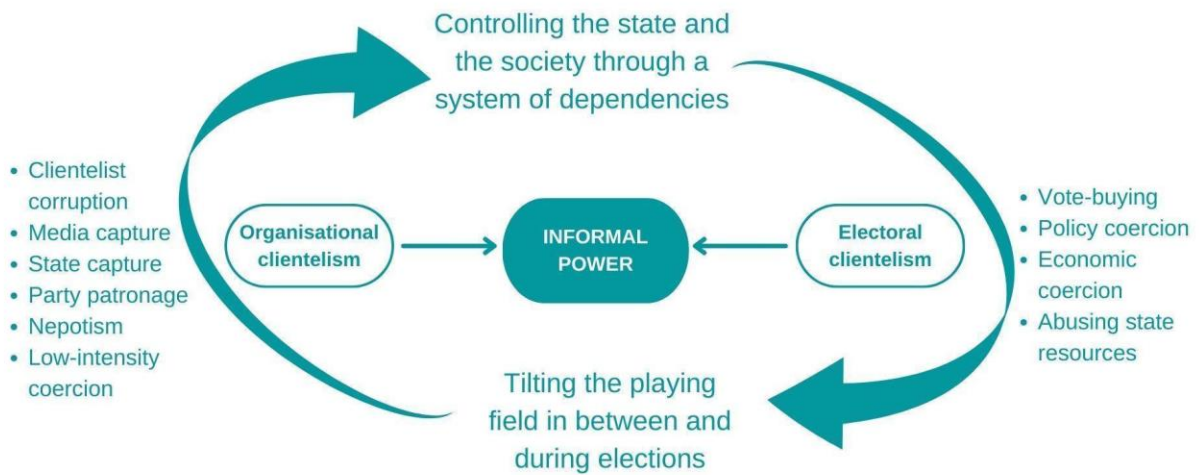 Controlling the state and
the society through a
system of dependencies
• Clientelist
corruption
• Media capture
• State capture
• Party patronage
• Nepotism
• Low-intensity
coercion
Organisational
clientelism
INFORMAL
POWER
Electoral
clientelism
• Vote-buying
• Policy coercion
• Economic
coercion
• Abusing state
resources
Tilting the playing
field in between and
during elections